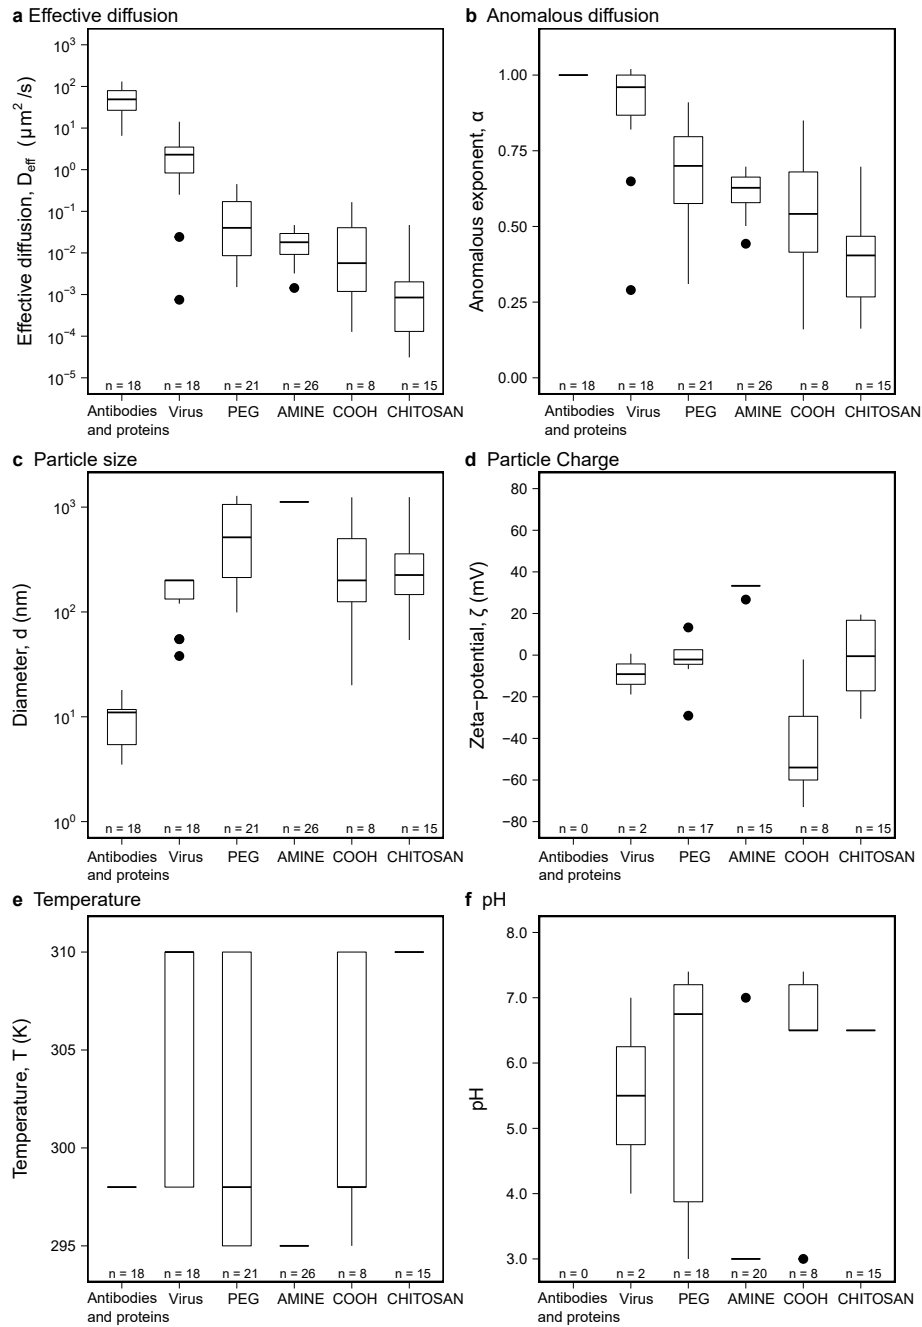 a Effective diffusion
Effective diffusion, D_eff (μm²/s)
10³
10²
10¹
10⁰
10⁻¹
10⁻²
10⁻³
10⁻⁴
10⁻⁵
n = 18 n = 18 n = 21 n = 26 n = 8 n = 15
Antibodies and proteins Virus PEG AMINE COOH CHITOSAN
b Anomalous diffusion
Anomalous exponent, α
1.00
0.75
0.50
0.25
0.00
n = 18 n = 18 n = 21 n = 26 n = 8 n = 15
Antibodies and proteins Virus PEG AMINE COOH CHITOSAN
c Particle size
Diameter, d (nm)
10³
10²
10¹
10⁰
n = 18 n = 18 n = 21 n = 26 n = 8 n = 15
Antibodies and proteins Virus PEG AMINE COOH CHITOSAN
d Particle Charge
Zeta−potential, ζ (mV)
80
60
40
20
0
−20
−40
−60
−80
n = 0 n = 2 n = 17 n = 15 n = 8 n = 15
Antibodies and proteins Virus PEG AMINE COOH CHITOSAN
e Temperature
Temperature, T (K)
310
305
300
295
n = 18 n = 18 n = 21 n = 26 n = 8 n = 15
Antibodies and proteins Virus PEG AMINE COOH CHITOSAN
f pH
pH
8.0
7.0
6.0
5.0
4.0
3.0
n = 0 n = 2 n = 18 n = 20 n = 8 n = 15
Antibodies and proteins Virus PEG AMINE COOH CHITOSAN